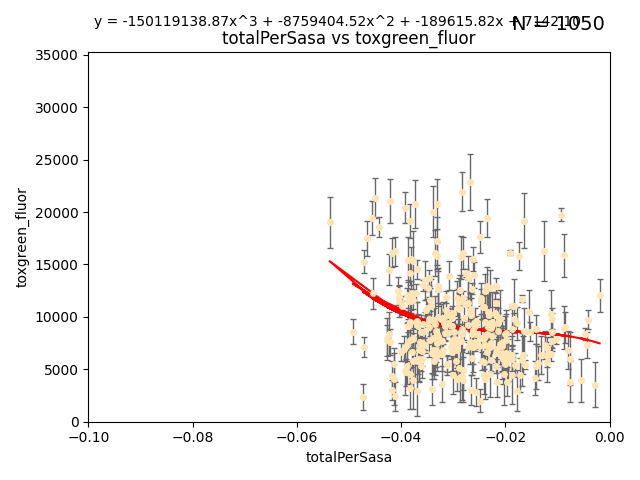 y = -150119138.87x^3 + -8759404.52x^2 + -189615.82x + 7142.10
N = 1050
totalPerSasa vs toxgreen_fluor
35000
30000
25000
20000
15000
10000
5000
0
toxgreen_fluor
−0.10 −0.08 −0.06 −0.04 −0.02 0.00
totalPerSasa